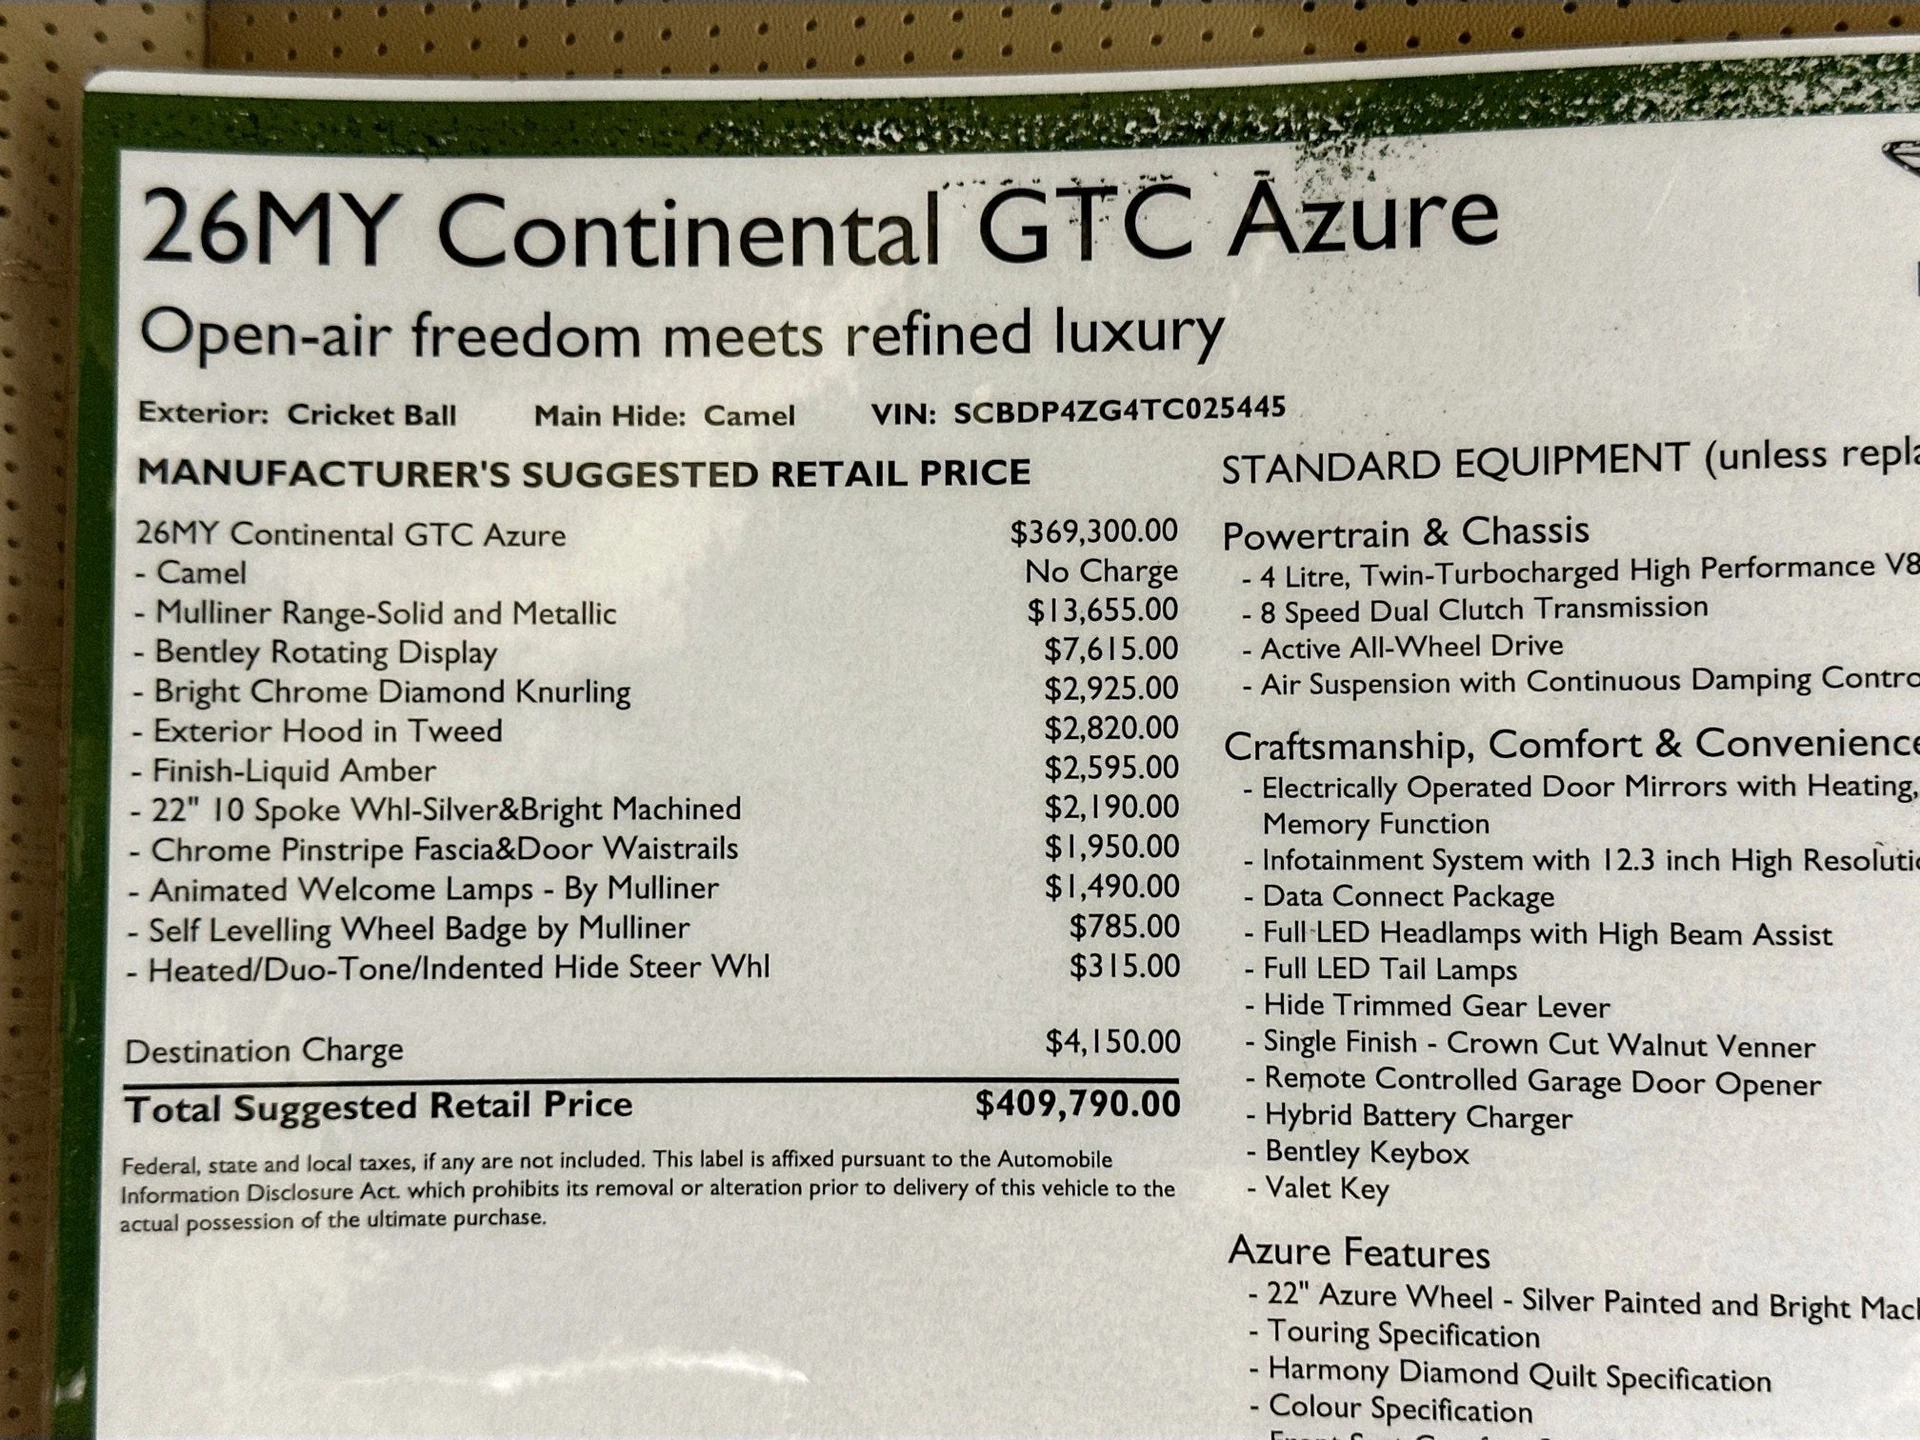 26MY Continental GTC Azure
Open-air freedom meets refined luxury
Exterior: Cricket Ball Main Hide: Camel VIN: SCBDP4ZG4TC025445
MANUFACTURER'S SUGGESTED RETAIL PRICE
26MY Continental GTC Azure $369,300.00
- Camel No Charge
- Mulliner Range-Solid and Metallic $13,655.00
- Bentley Rotating Display $7,615.00
- Bright Chrome Diamond Knurling $2,925.00
- Exterior Hood in Tweed $2,820.00
- Finish-Liquid Amber $2,595.00
- 22" 10 Spoke Whl-Silver&Bright Machined $2,190.00
- Chrome Pinstripe Fascia&Door Waistrails $1,950.00
- Animated Welcome Lamps - By Mulliner $1,490.00
- Self Levelling Wheel Badge by Mulliner $785.00
- Heated/Duo-Tone/Indented Hide Steer Whl $315.00
Destination Charge $4,150.00
Total Suggested Retail Price $409,790.00
Federal, state and local taxes, if any are not included. This label is affixed pursuant to the Automobile
Information Disclosure Act. which prohibits its removal or alteration prior to delivery of this vehicle to the
actual possession of the ultimate purchase.
STANDARD EQUIPMENT (unless
Powertrain & Chassis
- 4 Litre, Twin-Turbocharged High Performance V8
- 8 Speed Dual Clutch Transmission
- Active All-Wheel Drive
- Air Suspension with Continuous Damping
Craftsmanship, Comfort & Convenience
- Electrically Operated Door Mirrors with Heating,
Memory Function
- Infotainment System with 12.3 inch High
- Data Connect Package
- Full LED Headlamps with High Beam Assist
- Full LED Tail Lamps
- Hide Trimmed Gear Lever
- Single Finish - Crown Cut Walnut Venner
- Remote Controlled Garage Door Opener
- Hybrid Battery Charger
- Bentley Keybox
- Valet Key
Azure Features
- 22" Azure Wheel - Silver Painted and Bright
- Touring Specification
- Harmony Diamond Quilt Specification
- Colour Specification